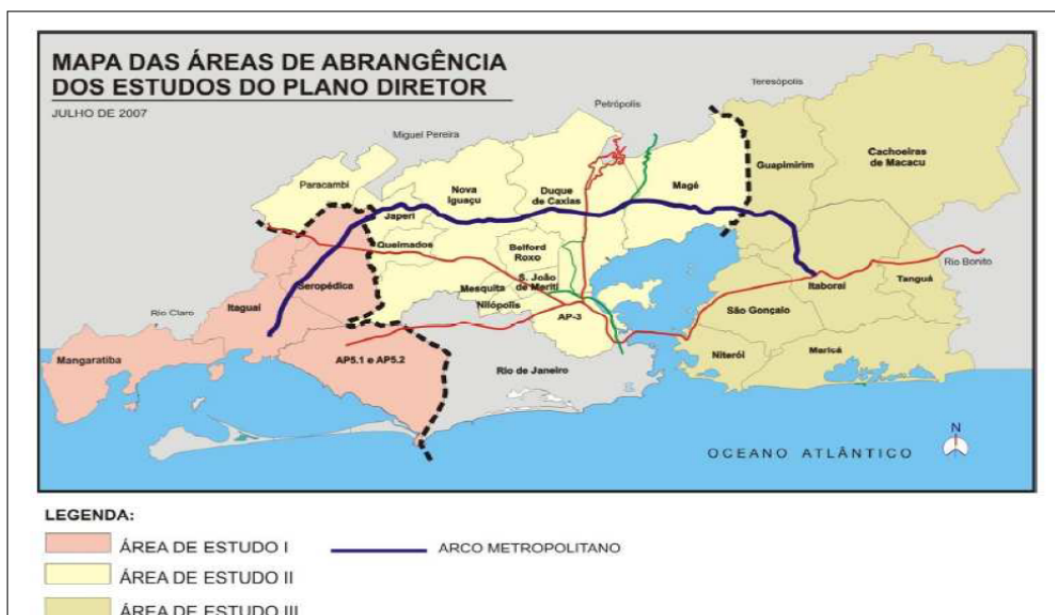 MAPA DAS ÁREAS DE ABRANGÊNCIA
DOS ESTUDOS DO PLANO DIRETOR
JULHO DE 2007
Teresópolis
Petrópolis
Miguel Pereira
Cachoeiras
de Macacu
Guapimirim
Paracambi
Nova
Iguaçu
Duque
de Caxias
Magé
Japeri
Queimados
Belford
Roxo
Rio Bonito
Seropédica
Mesquita
S. João
de Meriti
Nilópolis
Itaboraí
Tanguá
Itaguaí
São Gonçalo
Rio Claro
AP-3
Mangaratiba
AP5.1 e AP5.2
Rio de Janeiro
Niterói
Maricá
N
OCEANO ATLÂNTICO
LEGENDA:
ÁREA DE ESTUDO I
ARCO METROPOLITANO
ÁREA DE ESTUDO II
ÁREA DE ESTUDO III